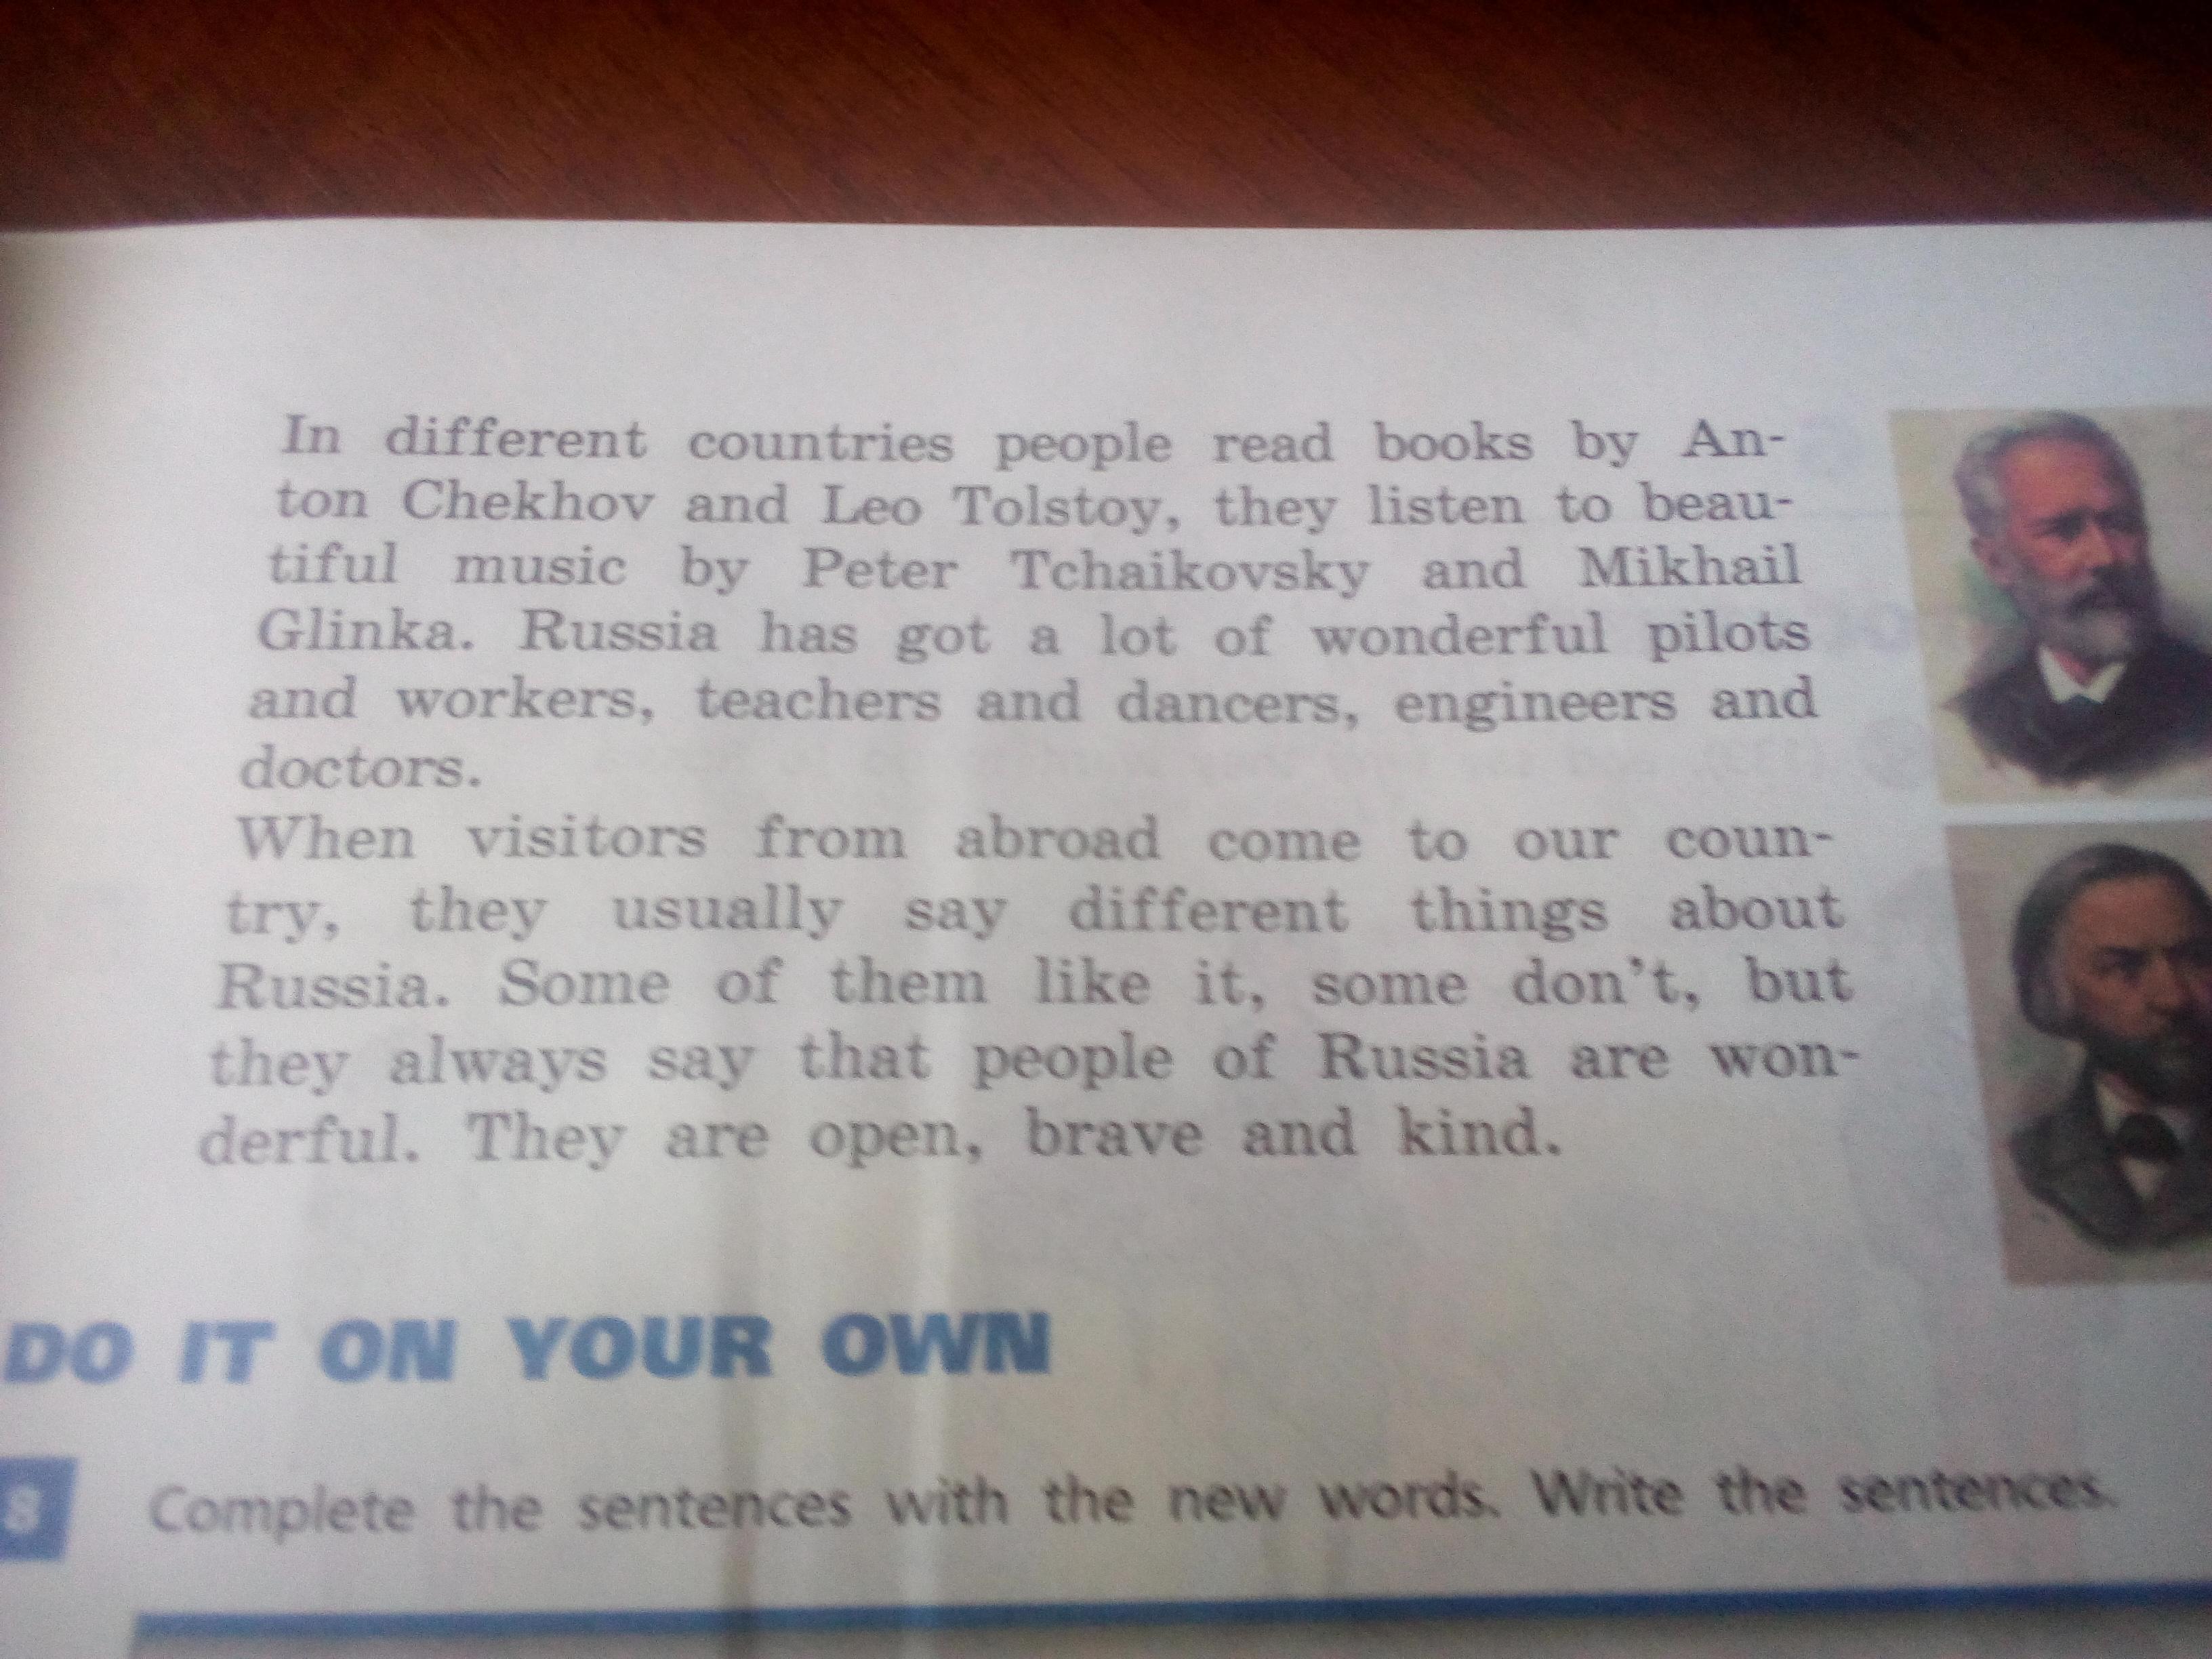 In different countries people read books by An-
ton Chekhov and Leo Tolstoy, they listen to beau-
tiful music by Peter Tchaikovsky and Mikhail
Glinka. Russia has got a lot of wonderful pilots
and workers, teachers and dancers, engineers and
doctors.
When visitors from abroad come to our coun-
try, they usually say different things about
Russia. Some of them like it, some don't, but
they always say that people of Russia are won-
derful. They are open, brave and kind.
DO IT ON YOUR OWN
8 Complete the sentences with the new words. Write the sentences.